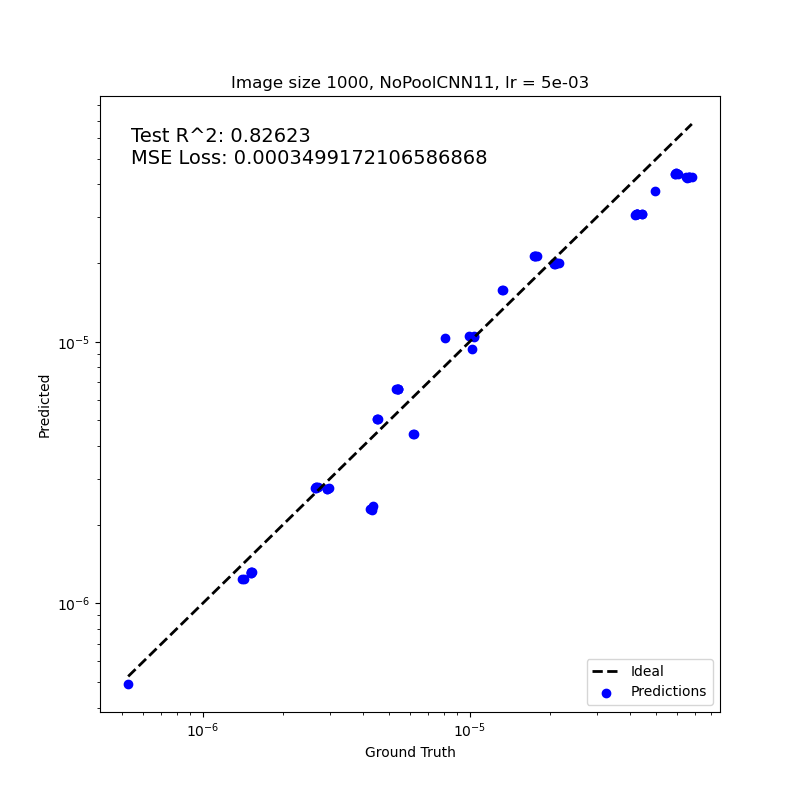 Image size 1000, NoPoolCNN11, lr = 5e-03
Test R^2: 0.82623
MSE Loss: 0.0003499172106586868
Predicted
10⁻⁵
10⁻⁶
Ideal
Predictions
10⁻⁶ 10⁻⁵
Ground Truth